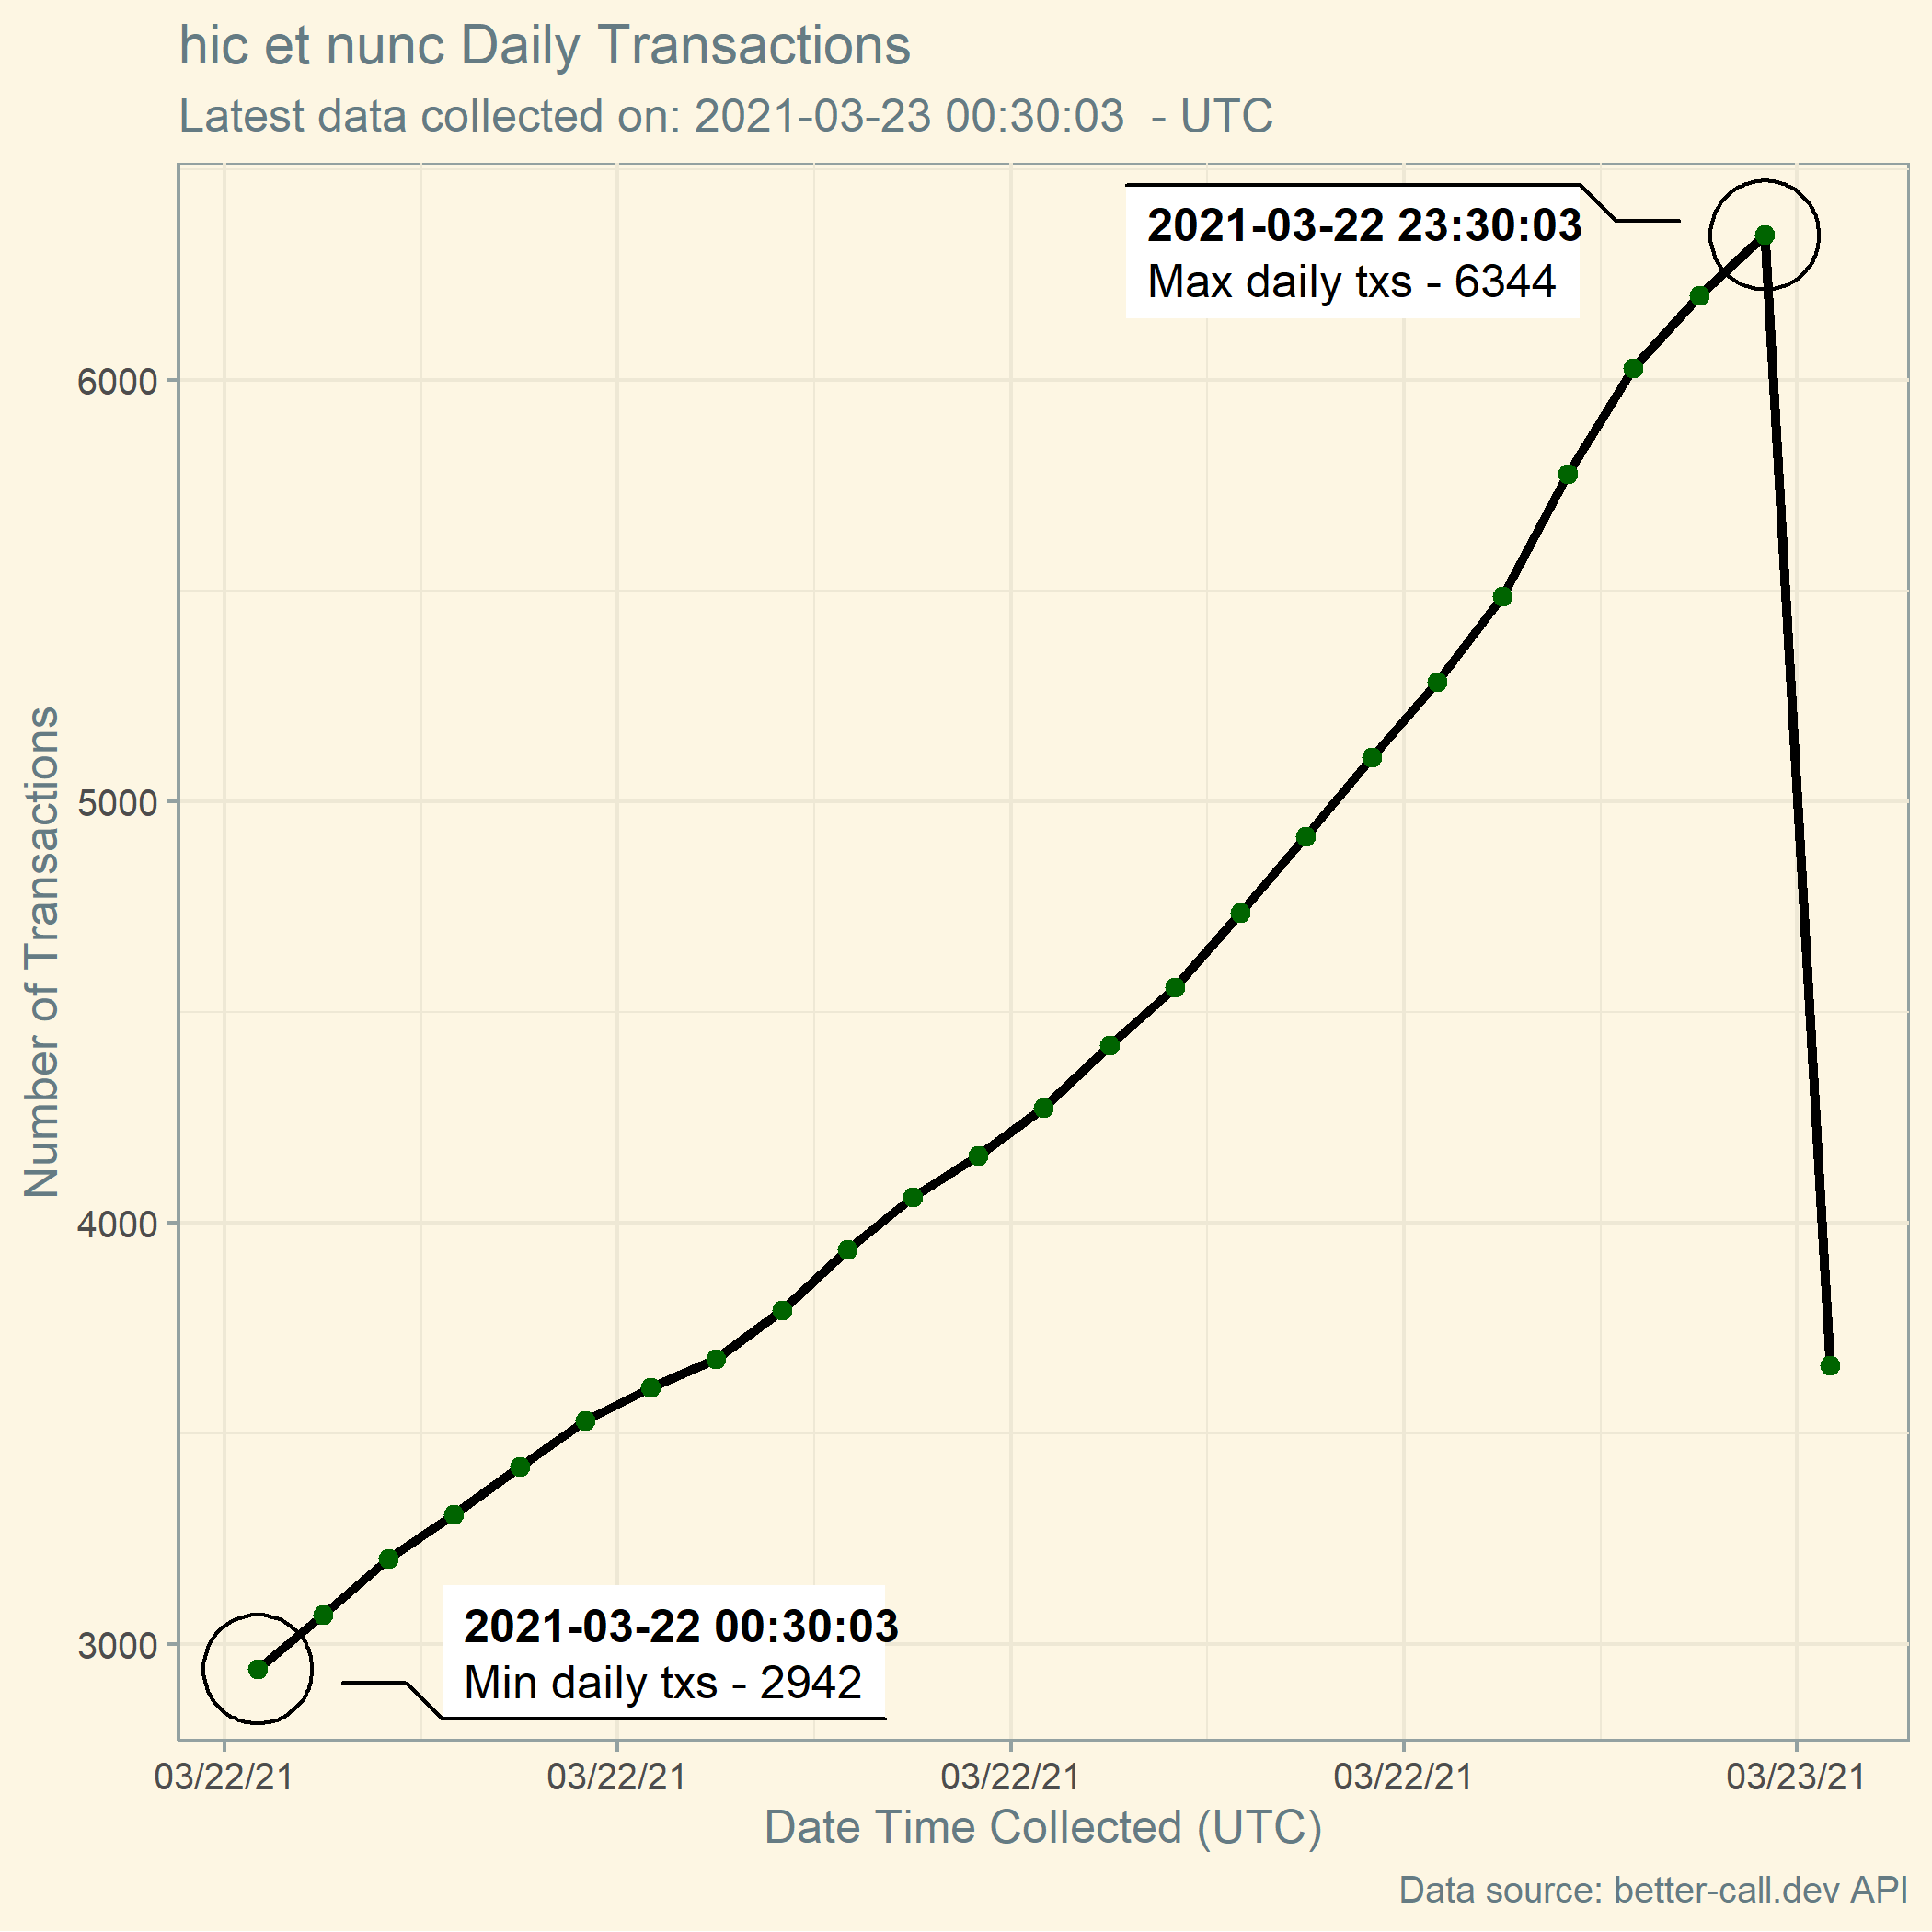 hic et nunc Daily Transactions
Latest data collected on: 2021-03-23 00:30:03  - UTC
2021-03-22 23:30:03
Max daily txs - 6344
6000
5000
4000
3000
Number of Transactions
2021-03-22 00:30:03
Min daily txs - 2942
03/22/21 03/22/21 03/22/21 03/22/21 03/23/21
Date Time Collected (UTC)
Data source: better-call.dev API